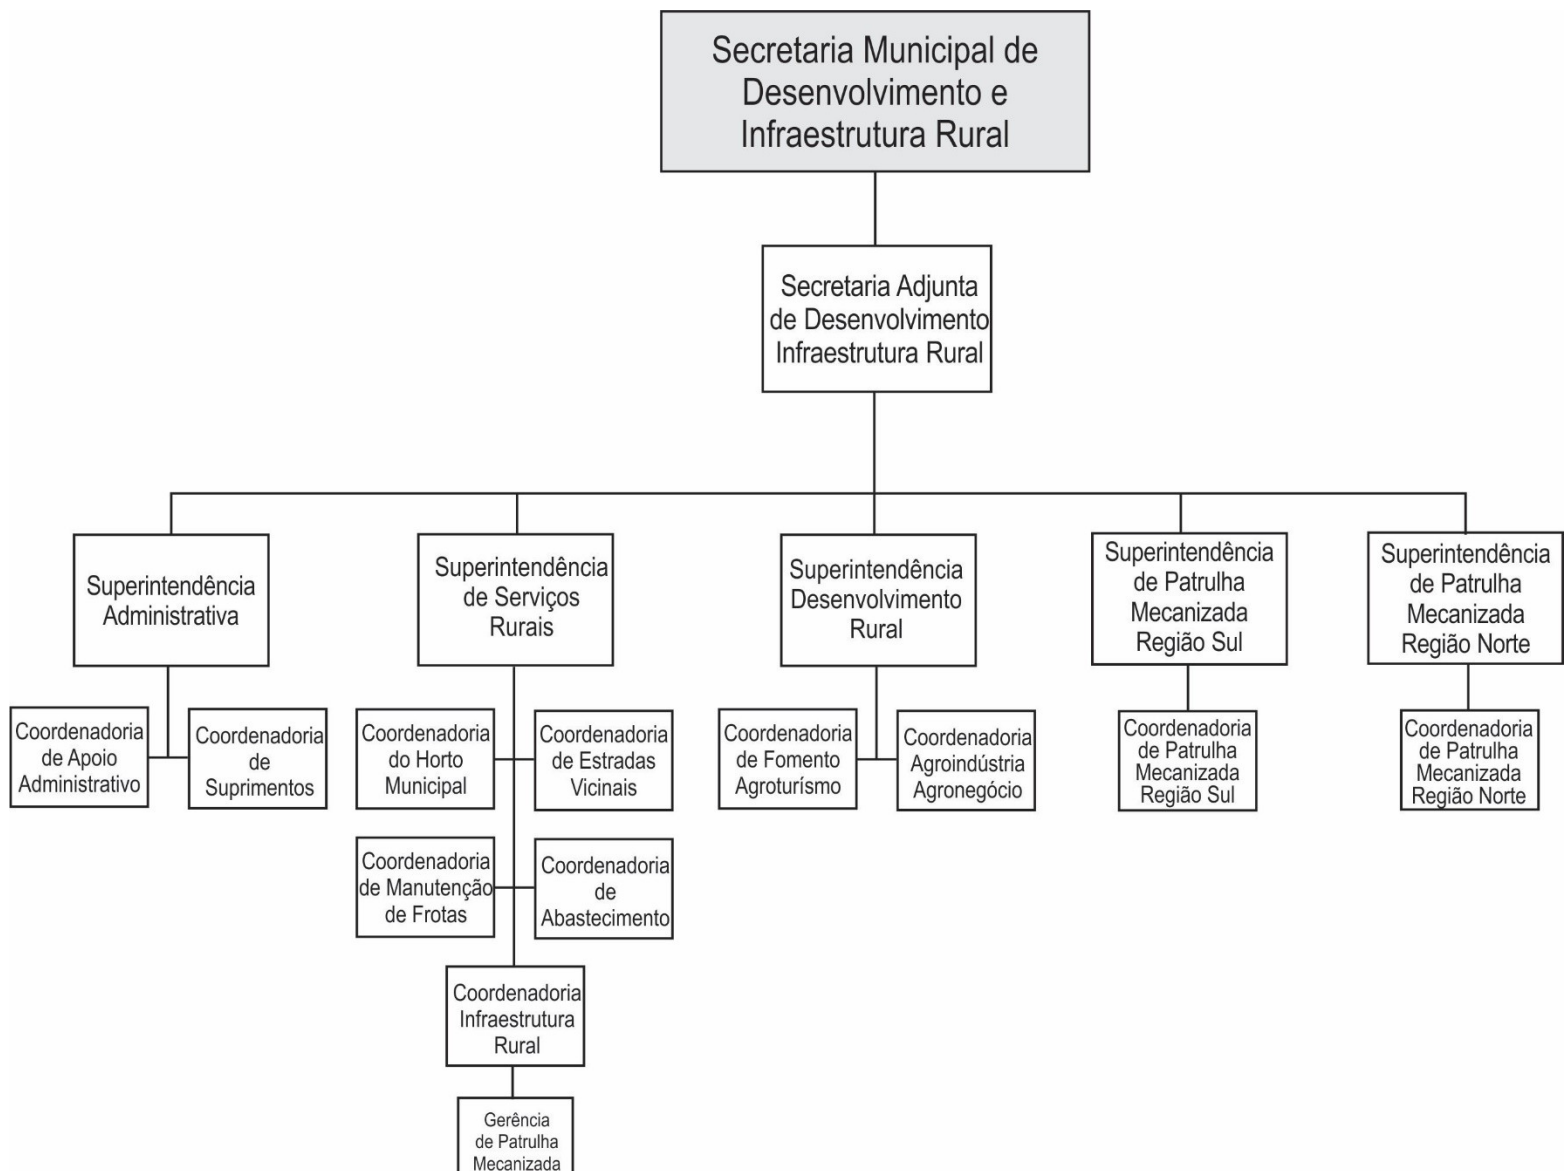 Secretaria Municipal de
Desenvolvimento e
Infraestrutura Rural
Secretaria Adjunta
de Desenvolvimento
Infraestrutura Rural
Superintendência
Administrativa
Superintendência
de Serviços
Rurais
Superintendência
Desenvolvimento
Rural
Superintendência
de Patrulha
Mecanizada
Região Sul
Superintendência
de Patrulha
Mecanizada
Região Norte
Coordenadoria
de Apoio
Administrativo
Coordenadoria
de
Suprimentos
Coordenadoria
do Horto
Municipal
Coordenadoria
de Estradas
Vicinais
Coordenadoria
de Fomento
Agroturísmo
Coordenadoria
Agroindústria
Agronegócio
Coordenadoria
de Patrulha
Mecanizada
Região Sul
Coordenadoria
de Patrulha
Mecanizada
Região Norte
Coordenadoria
de Manutenção
de Frotas
Coordenadoria
de
Abastecimento
Coordenadoria
Infraestrutura
Rural
Gerência
de Patrulha
Mecanizada